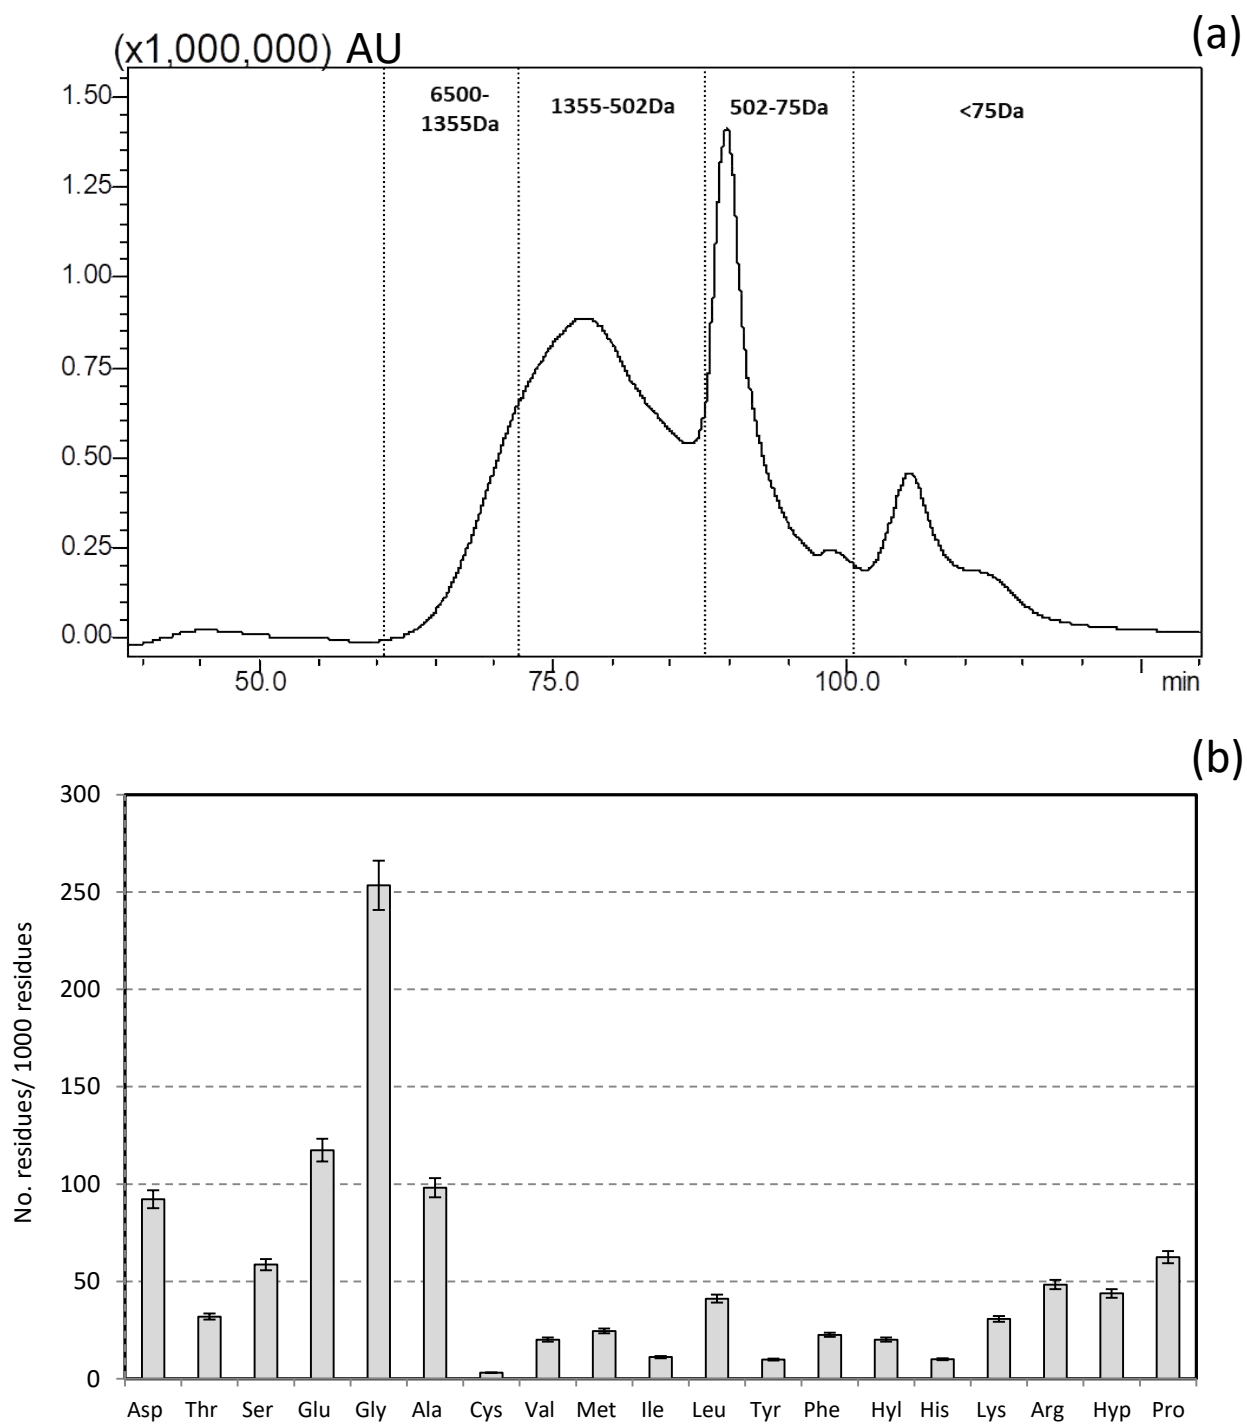 (x1,000,000) AU
(a)
6500-
1355Da
1355-502Da
502-75Da
<75Da
1.50
1.25
1.00
0.75
0.50
0.25
0.00
50.0
75.0
100.0
min
(b)
No. residues/ 1000 residues
300
250
200
150
100
50
0
Asp Thr Ser Glu Gly Ala Cys Val Met Ile Leu Tyr Phe Hyl His Lys Arg Hyp Pro